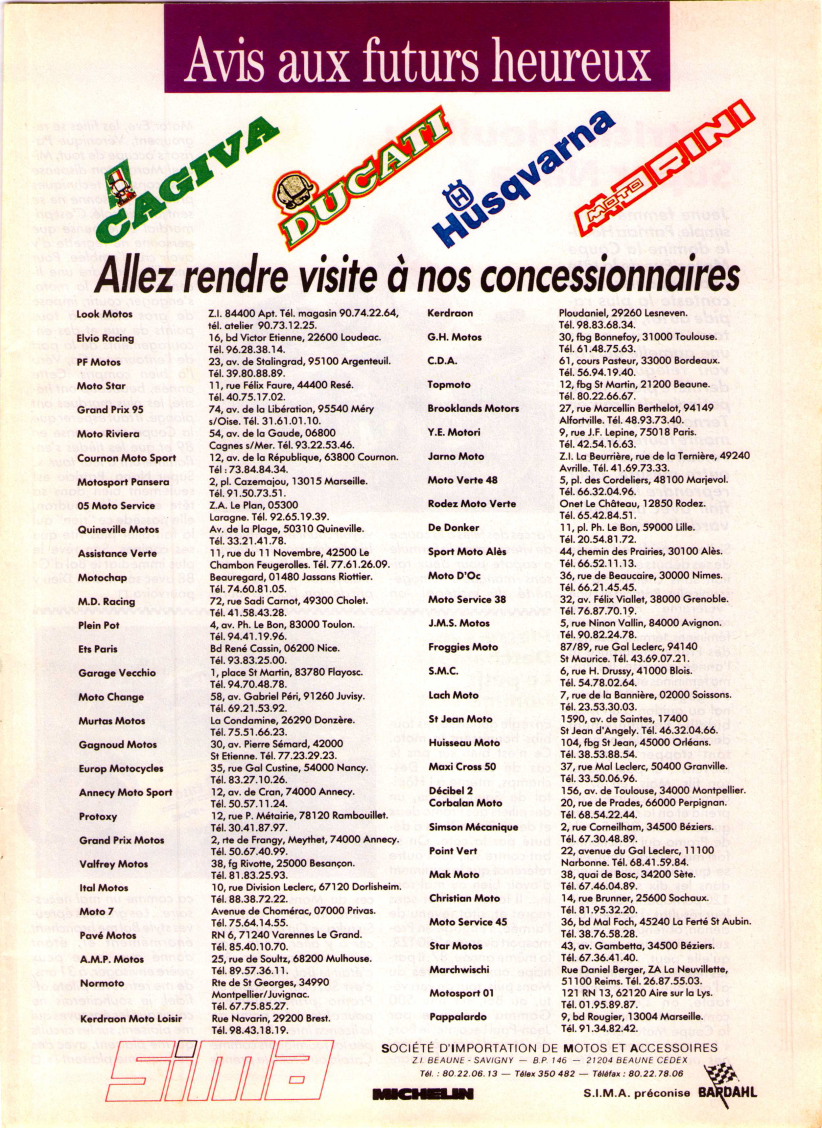 Avis aux futurs heureux
CAGIVA
DUCATI
Husqvarna
MOTO MORINI
Allez rendre visite à nos concessionnaires
Look Motos Z.I. 84400 Apt. Tél. magasin 90.74.22.64,
tél. atelier 90.73.12.25.
Elvio Racing 16, bd Victor Etienne, 22600 Loudeac.
Tél. 96.28.38.14.
PF Motos 23, av. de Stalingrad, 95100 Argenteuil.
Tél. 39.80.88.89.
Moto Star 11, rue Félix Faure, 44400 Resé.
Tél. 40.75.17.02.
Grand Prix 95 74, av. de la Libération, 95540 Méry
s/Oise. Tél. 31.61.01.10.
Moto Riviera 54, av. de la Gaude, 06800
Cagnes s/Mer. Tél. 93.22.53.46.
Cournon Moto Sport 12, av. de la République, 63800 Cournon.
Tél : 73.84.84.34.
Motosport Pansera 2, pl. Cazemajou, 13015 Marseille.
Tél. 91.50.73.51.
05 Moto Service Z.A. Le Plan, 05300
Laragne. Tél. 92.65.19.39.
Quineville Motos Av. de la Plage, 50310 Quineville.
Tél. 33.21.41.78.
Assistance Verte 11, rue du 11 Novembre, 42500 Le
Chambon Feugerolles. Tél. 77.61.26.09.
Motochap Beauregard, 01480 Jassans Riottier.
Tél. 74.60.81.05.
M.D. Racing 72, rue Sadi Carnot, 49300 Cholet.
Tél. 41.58.43.28.
Plein Pot 4, av. Ph. Le Bon, 83000 Toulon.
Tél. 94.41.19.96.
Ets Paris Bd René Cassin, 06200 Nice.
Tél. 93.83.25.00.
Garage Vecchio 1, place St Martin, 83780 Flayosc.
Tél. 94.70.48.78.
Moto Change 58, av. Gabriel Péri, 91260 Juvisy.
Tél. 69.21.53.92.
Murtas Motos La Condamine, 26290 Donzère.
Tél. 75.51.66.23.
Gagnoud Motos 30, av. Pierre Sémard, 42000
St Etienne. Tél. 77.23.29.23.
Europ Motocycles 35, rue Gal Custine, 54000 Nancy.
Tél. 83.27.10.26.
Annecy Moto Sport 12, av. de Cran, 74000 Annecy.
Tél. 50.57.11.24.
Protoxy 12, rue P. Métairie, 78120 Rambouillet.
Tél. 30.41.87.97.
Grand Prix Motos 2, rte de Frangy, Meythet, 74000 Annecy.
Tél. 50.67.40.99.
Valfrey Motos 38, fg Rivotte, 25000 Besançon.
Tél. 81.83.25.93.
Ital Motos 10, rue Division Leclerc, 67120 Dorlisheim.
Tél. 88.38.72.22.
Moto 7 Avenue de Chomérac, 07000 Privas.
Tél. 75.64.14.55.
Pavé Motos RN 6, 71240 Varennes Le Grand.
Tél. 85.40.10.70.
A.M.P. Motos 25, rue de Soultz, 68200 Mulhouse.
Tél. 89.57.36.11.
Normoto Rte de St Georges, 34990
Montpellier/Juvignac.
Tél. 67.75.85.27.
Kerdraon Moto Loisir Rue Navarin, 29200 Brest.
Tél. 98.43.18.19.
Kerdraon Ploudaniel, 29260 Lesneven.
Tél. 98.83.68.34.
G.H. Motos 30, fbg Bonnefoy, 31000 Toulouse.
Tél. 61.48.75.63.
C.D.A. 61, cours Pasteur, 33000 Bordeaux.
Tél. 56.94.19.40.
Topmoto 12, fbg St Martin, 21200 Beaune.
Tél. 80.22.66.67.
Brooklands Motors 27, rue Marcellin Berthelot, 94149
Alfortville. Tél. 48.93.73.40.
Y.E. Motori 9, rue J.F. Lepine, 75018 Paris.
Tél. 42.54.16.63.
Jarno Moto Z.I. La Beurrière, rue de la Ternière, 49240
Avrille. Tél. 41.69.73.33.
Moto Verte 48 5, pl. des Cordeliers, 48100 Marjevol.
Tél. 66.32.04.96.
Rodez Moto Verte Onet Le Château, 12850 Rodez.
Tél. 65.42.84.51.
De Donker 11, pl. Ph. Le Bon, 59000 Lille.
Tél. 20.54.81.72.
Sport Moto Alès 44, chemin des Prairies, 30100 Alès.
Tél. 66.52.11.13.
Moto D'Oc 36, rue de Beaucaire, 30000 Nimes.
Tél. 66.21.45.45.
Moto Service 38 32, av. Félix Viallet, 38000 Grenoble.
Tél. 76.87.70.19.
J.M.S. Motos 5, rue Ninon Vallin, 84000 Avignon.
Tél. 90.82.24.78.
Froggies Moto 87/89, rue Gal Leclerc, 94140
St Maurice. Tél. 43.69.07.21.
S.M.C. 6, rue H. Drussy, 41000 Blois.
Tél. 54.78.02.64.
Lach Moto 7, rue de la Bannière, 02000 Soissons.
Tél. 23.53.30.03.
St Jean Moto 1590, av. de Saintes, 17400
St Jean d'Angely. Tél. 46.32.04.66.
Huisseau Moto 104, fbg St Jean, 45000 Orléans.
Tél. 38.53.88.54.
Maxi Cross 50 37, rue Mal Leclerc, 50400 Granville.
Tél. 33.50.06.96.
Décibel 2 156, av. de Toulouse, 34000 Montpellier.
Corbalan Moto 20, rue de Prades, 66000 Perpignan.
Tél. 68.54.22.44.
Simson Mécanique 2, rue Corneilham, 34500 Béziers.
Tél. 67.30.48.89.
Point Vert 22, avenue du Gal Leclerc, 11100
Narbonne. Tél. 68.41.59.84.
Mak Moto 38, quai de Bosc, 34200 Sète.
Tél. 67.46.04.89.
Christian Moto 14, rue Brunner, 25600 Sochaux.
Tél. 81.95.32.20.
Moto Service 45 36, bd Mal Foch, 45240 La Ferté St Aubin.
Tél. 38.76.58.28.
Star Motos 43, av. Gambetta, 34500 Béziers.
Tél. 67.36.41.40.
Marchwischi Rue Daniel Berger, ZA La Neuvillette,
51100 Reims. Tél. 26.87.55.03.
Motosport 01 121 RN 13, 62120 Aire sur la Lys.
Tél. 01.95.89.87.
Pappalardo 9, bd Rougier, 13004 Marseille.
Tél. 91.34.82.42.
sima
SOCIÉTÉ D'IMPORTATION DE MOTOS ET ACCESSOIRES
Z.I. BEAUNE - SAVIGNY — B.P. 146 — 21204 BEAUNE CEDEX
Tél. : 80.22.06.13 — Télex 350 482 — Téléfax : 80.22.78.06
MICHELIN
S.I.M.A. préconise BARDAHL